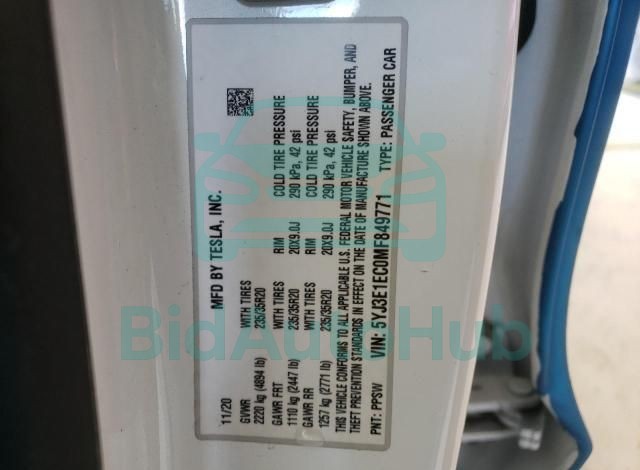 MFD BY TESLA, INC.
11/20
GVWR WITH TIRES RIM COLD TIRE PRESSURE
2220 kg (4894 lb) 235/35R20 20X9.0J 290 kPa, 42 psi
GAWR FRT WITH TIRES RIM COLD TIRE PRESSURE
1110 kg (2447 lb) 235/35R20 20X9.0J 290 kPa, 42 psi
GAWR RR
1257 kg (2771 lb)
THIS VEHICLE CONFORMS TO ALL APPLICABLE U.S. FEDERAL MOTOR VEHICLE SAFETY, BUMPER, AND
THEFT PREVENTION STANDARDS IN EFFECT ON THE DATE OF MANUFACTURE SHOWN ABOVE.
PNT: PPSW VIN: 5YJ3E1EC0MF849771 TYPE: PASSENGER CAR
BidAutoHub